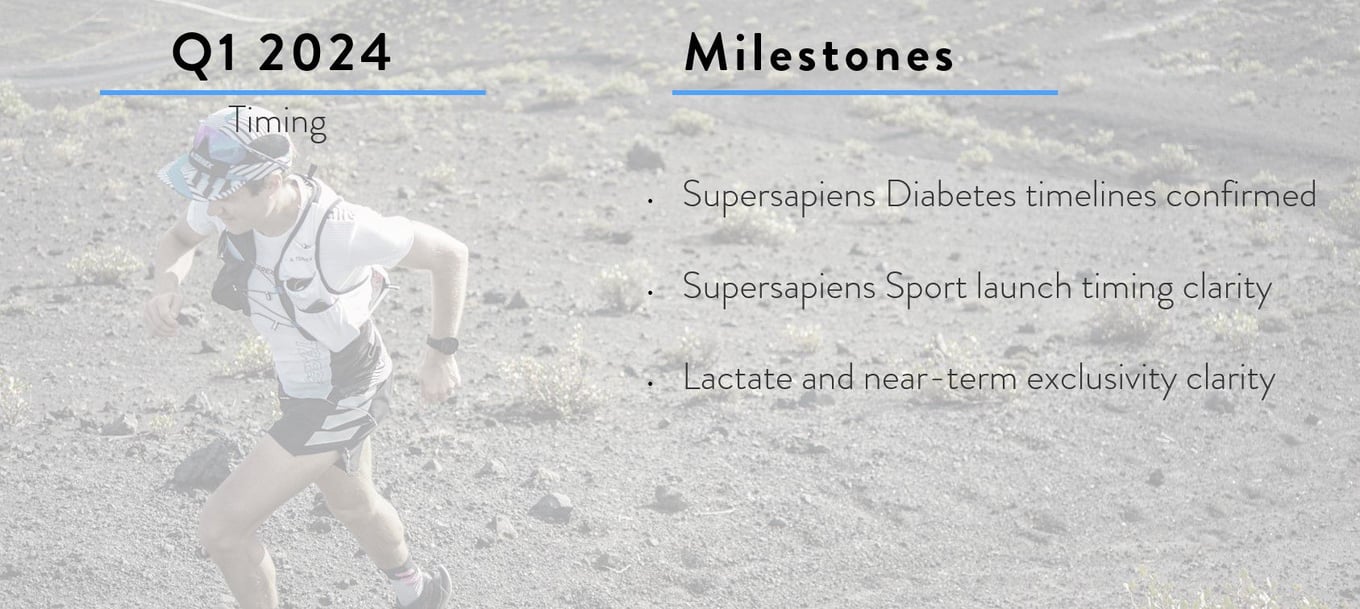 Q1 2024
Timing
Milestones
• Supersapiens Diabetes timelines confirmed
• Supersapiens Sport launch timing clarity
• Lactate and near-term exclusivity clarity